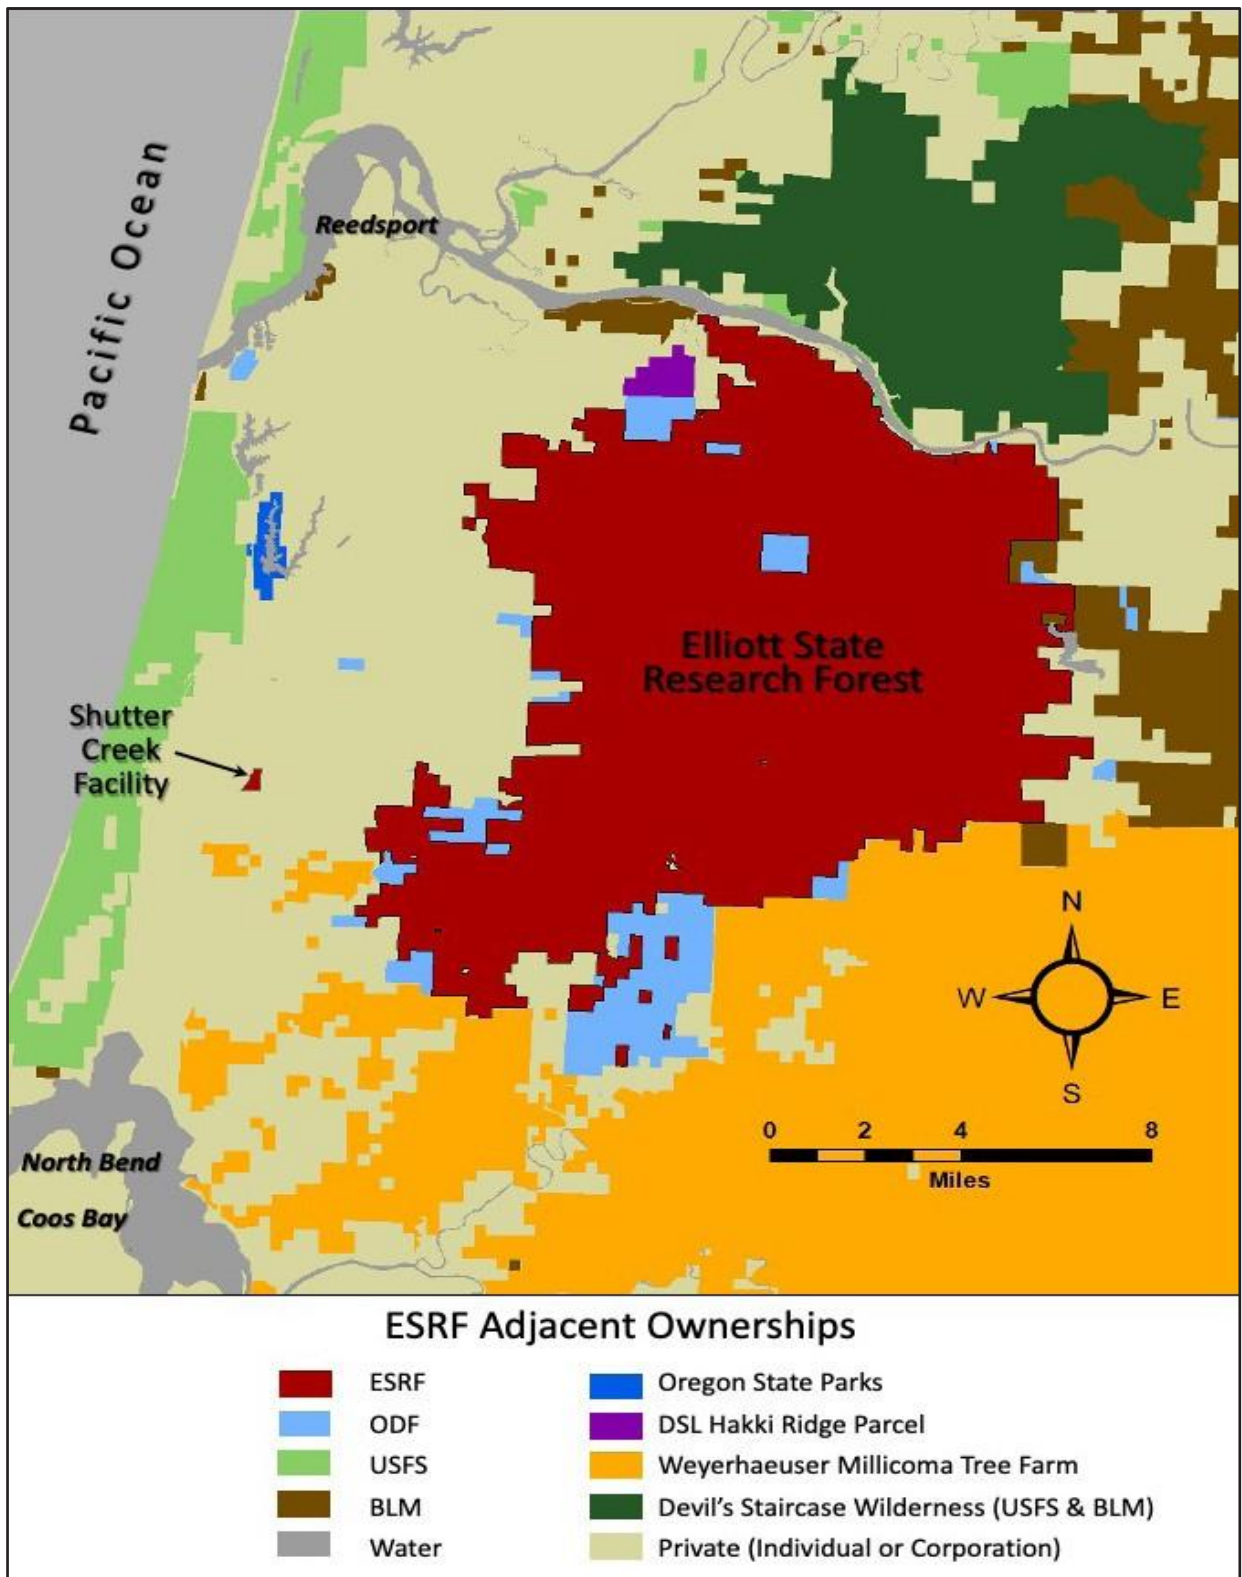 Pacific Ocean
Reedsport
Elliott State
Research Forest
Shutter
Creek
Facility
N
W E
S
0 2 4 8
Miles
North Bend
Coos Bay
ESRF Adjacent Ownerships
ESRF
ODF
USFS
BLM
Water
Oregon State Parks
DSL Hakki Ridge Parcel
Weyerhaeuser Millicoma Tree Farm
Devil's Staircase Wilderness (USFS & BLM)
Private (Individual or Corporation)